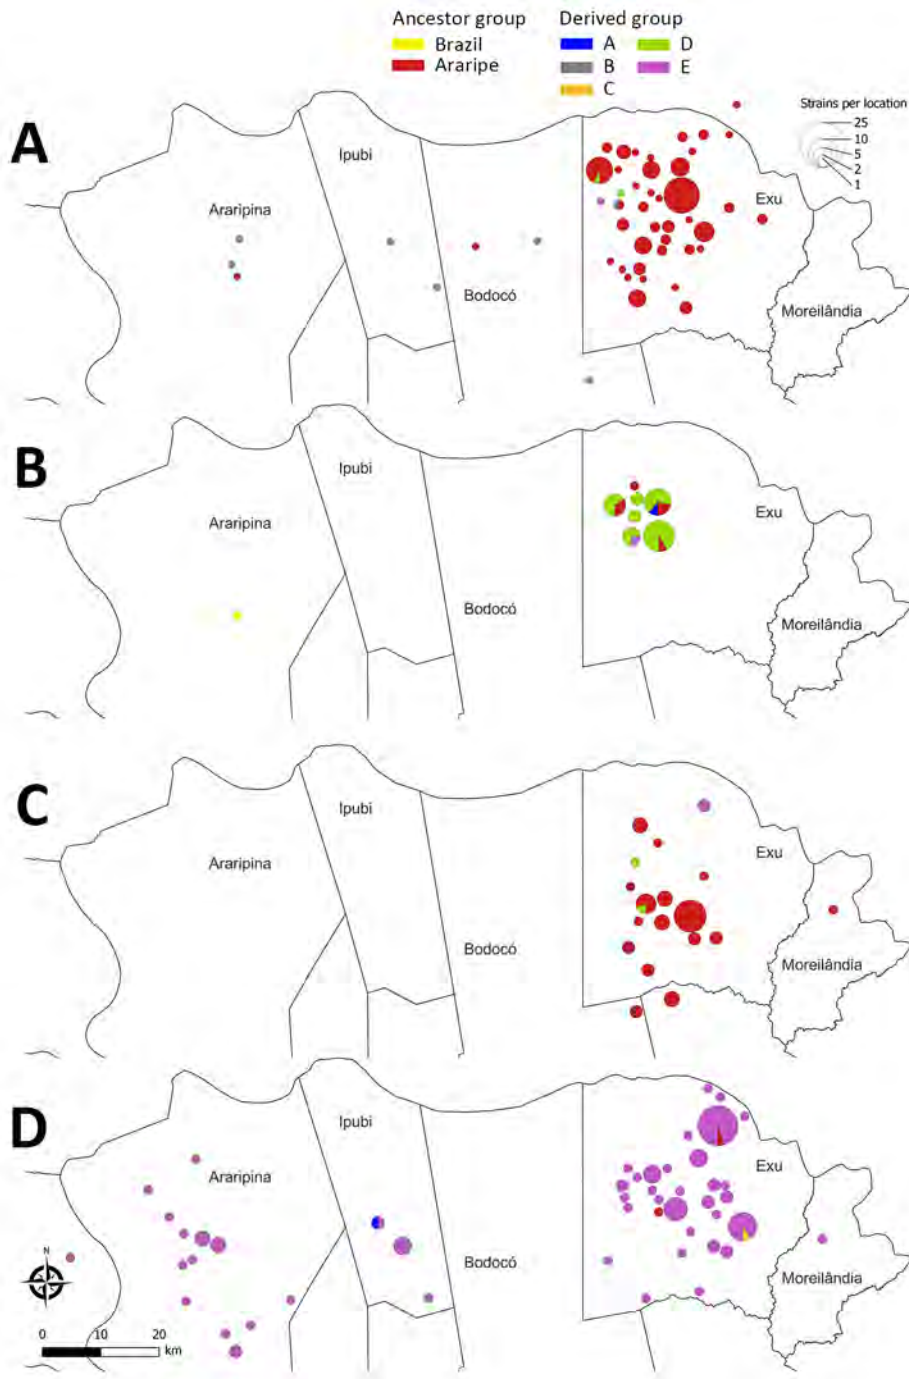 Ancestor group Derived group
Brazil A D
Araripe B E
C
Strains per location
25
10
5
2
1
A
Ipubi
Araripina
Exu
Bodocó
Moreilândia
B
Ipubi
Araripina
Exu
Bodocó
Moreilândia
C
Ipubi
Araripina
Exu
Bodocó
Moreilândia
D
Ipubi
Araripina
Exu
Bodocó
Moreilândia
N
0 10 20
km